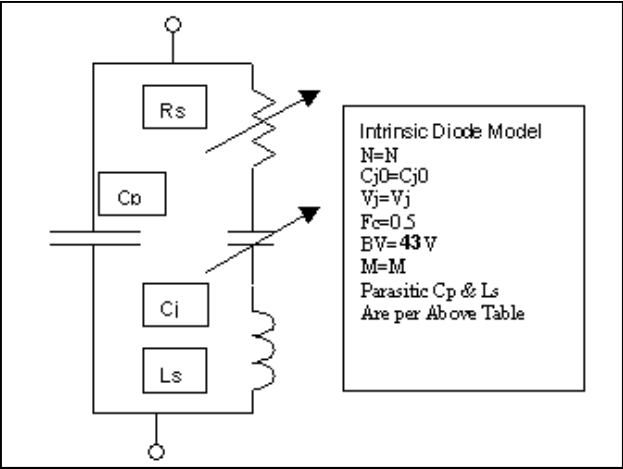 Rs
Cp
Cj
Ls
Intrinsic Diode Model
N=N
Cj0=Cj0
Vj=Vj
Fc=0.5
BV=43V
M=M
Parasitic Cp & Ls
Are per Above Table